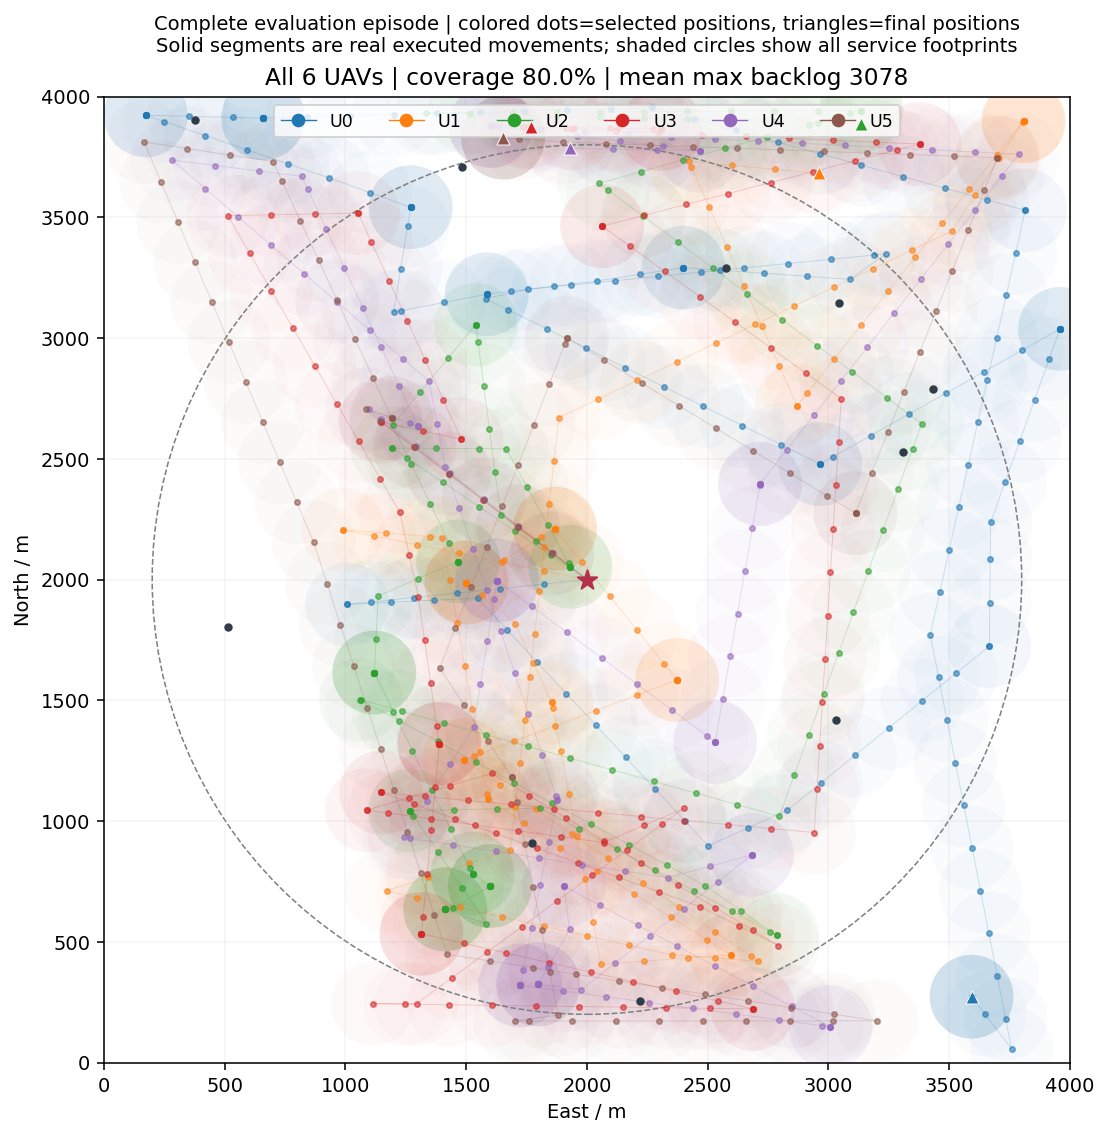 Complete evaluation episode | colored dots=selected positions, triangles=final positions
Solid segments are real executed movements; shaded circles show all service footprints
All 6 UAVs | coverage 80.0% | mean max backlog 3078
U0 U1 U2 U3 U4 U5
4000
3500
3000
2500
2000
1500
1000
500
0
North / m
0 500 1000 1500 2000 2500 3000 3500 4000
East / m